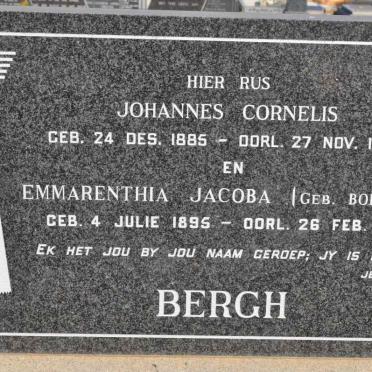 HIER RUS
JOHANNES CORNELIS
GEB. 24 DES. 1885 - OORL. 27 NOV.
EN
EMMARENTHIA JACOBA (GEB.
GEB. 4 JULIE 1895 - OORL. 26 FEB.
EK HET JOU BY JOU NAAM GEROEP; JY IS
BERGH